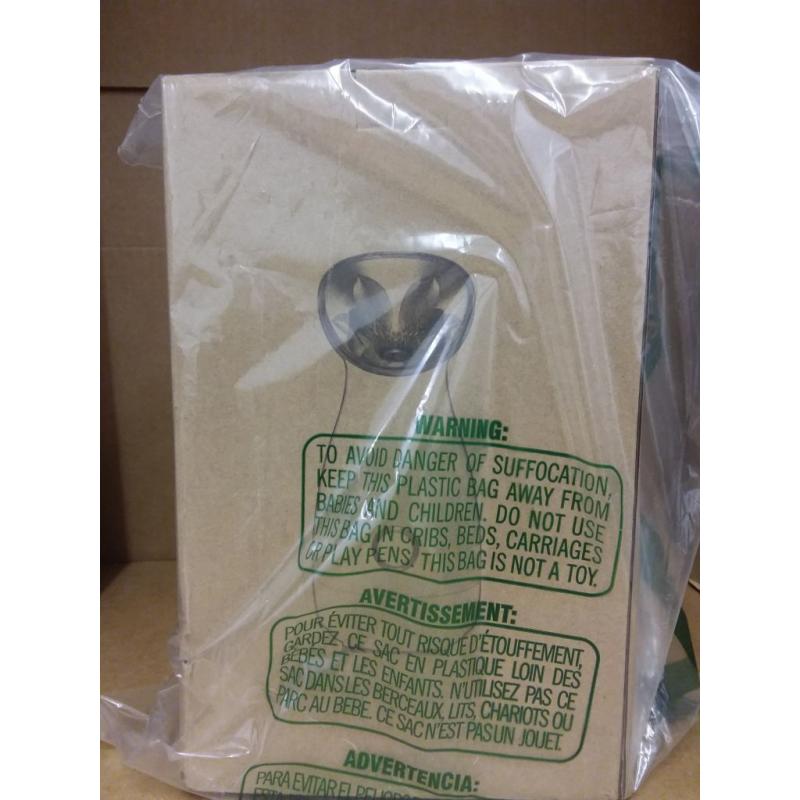 WARNING:
TO AVOID DANGER OF SUFFOCATION,
KEEP THIS PLASTIC BAG AWAY FROM
BABIES AND CHILDREN. DO NOT USE
THIS BAG IN CRIBS, BEDS, CARRIAGES
OR PLAY PENS. THIS BAG IS NOT A TOY.
AVERTISSEMENT:
POUR ÉVITER TOUT RISQUE D'ÉTOUFFEMENT,
GARDEZ CE SAC EN PLASTIQUE LOIN DES
BÉBÉS ET LES ENFANTS. N'UTILISEZ PAS CE
SAC DANS LES BERCEAUX, LITS, CHARIOTS OU
PARC AU BEBE. CE SAC N'EST PAS UN JOUET.
ADVERTENCIA:
PARA EVITAR EL PELIGRO